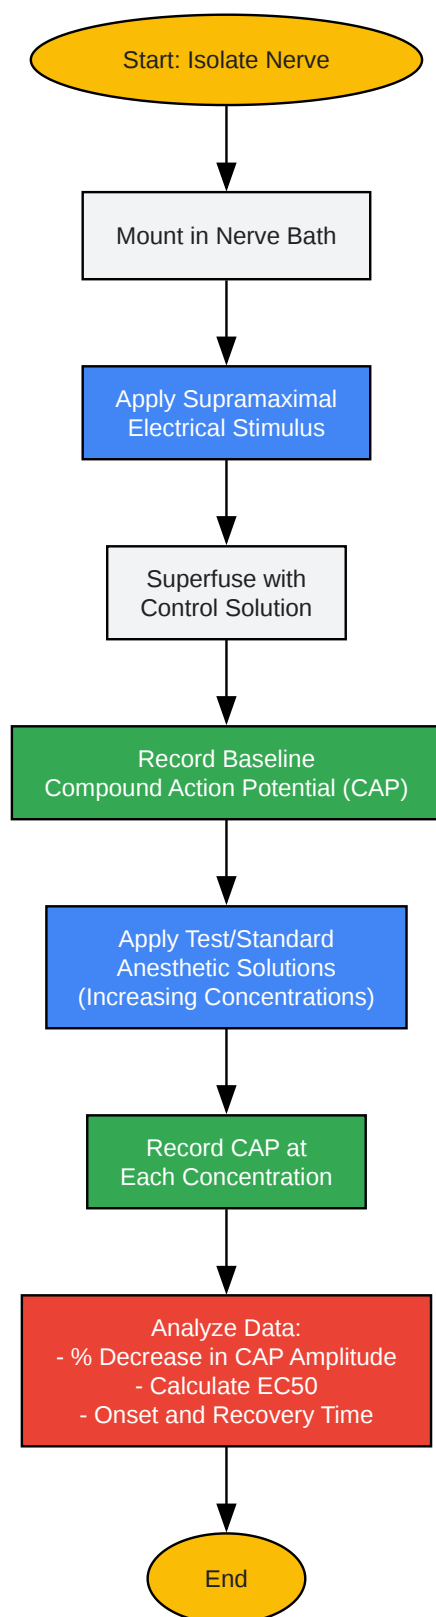 Start: Isolate Nerve
Mount in Nerve Bath
Apply Supramaximal
Electrical Stimulus
Superfuse with
Control Solution
Record Baseline
Compound Action Potential (CAP)
Apply Test/Standard
Anesthetic Solutions
(Increasing Concentrations)
Record CAP at
Each Concentration
Analyze Data:
- % Decrease in CAP Amplitude
- Calculate EC50
- Onset and Recovery Time
End